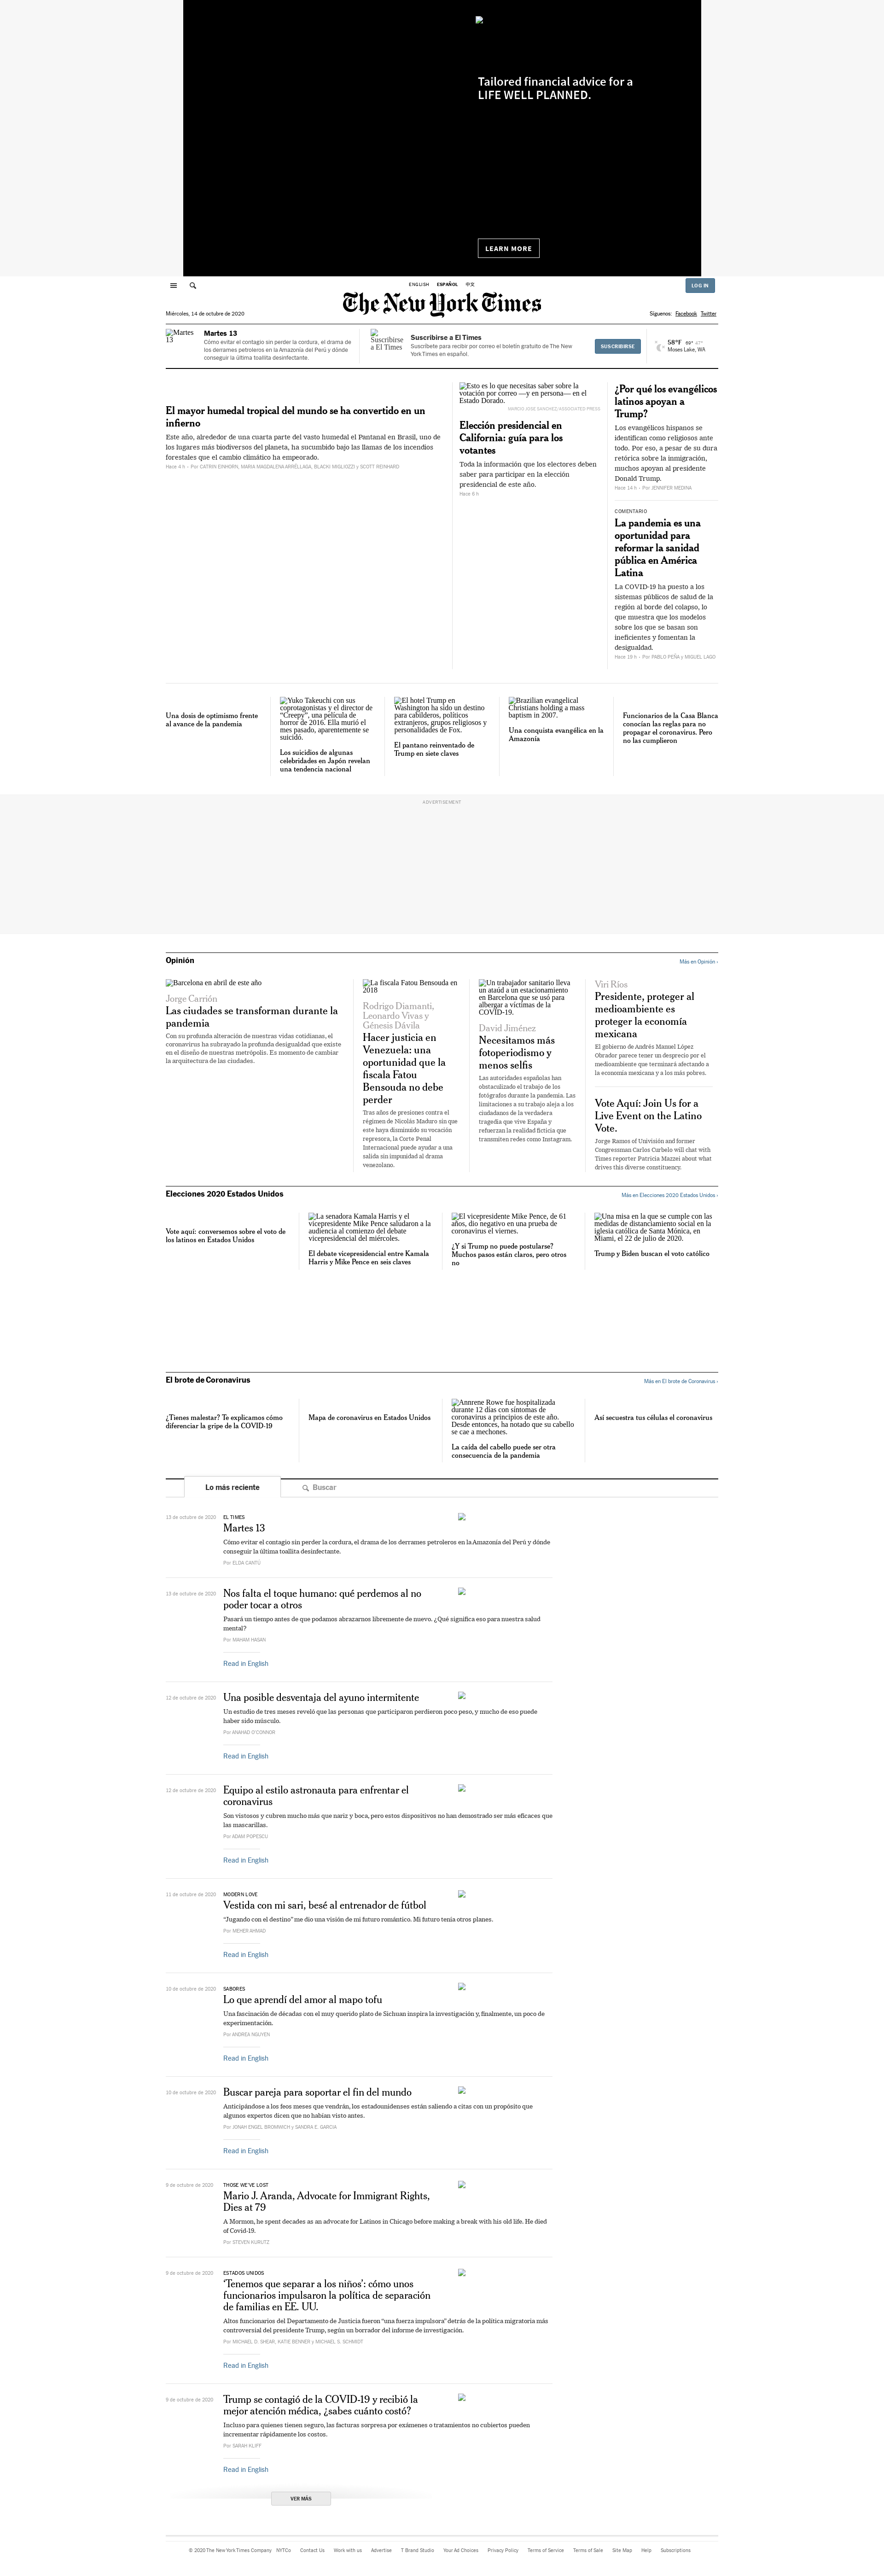 Tailored financial advice for a
LIFE WELL PLANNED.
LEARN MORE
ENGLISH ESPAÑOL 中文
LOG IN
The New York Times
Miércoles, 14 de octubre de 2020
Síguenos: Facebook Twitter
Martes 13
Martes 13
Cómo evitar el contagio sin perder la cordura, el drama de
los derrames petroleros en la Amazonía del Perú y dónde
conseguir la última toallita desinfectante.
Suscribirse a El Times
Suscribirse a El Times
Suscríbete para recibir por correo el boletín gratuito de The New
York Times en español.
SUSCRIBIRSE
58°F 69° 47°
Moses Lake, WA
El mayor humedal tropical del mundo se ha convertido en un
infierno
Este año, alrededor de una cuarta parte del vasto humedal el Pantanal en Brasil, uno de
los lugares más biodiversos del planeta, ha sucumbido bajo las llamas de los incendios
forestales que el cambio climático ha empeorado.
Hace 4 h · Por CATRIN EINHORN, MARIA MAGDALENA ARRÉLLAGA, BLACKI MIGLIOZZI y SCOTT REINHARD
Esto es lo que necesitas saber sobre la
votación por correo —y en persona— en el
Estado Dorado.
MARCIO JOSE SANCHEZ/ASSOCIATED PRESS
Elección presidencial en
California: guía para los
votantes
Toda la información que los electores deben
saber para participar en la elección
presidencial de este año.
Hace 6 h
¿Por qué los evangélicos
latinos apoyan a
Trump?
Los evangélicos hispanos se
identifican como religiosos ante
todo. Por eso, a pesar de su dura
retórica sobre la inmigración,
muchos apoyan al presidente
Donald Trump.
Hace 14 h · Por JENNIFER MEDINA
COMENTARIO
La pandemia es una
oportunidad para
reformar la sanidad
pública en América
Latina
La COVID-19 ha puesto a los
sistemas públicos de salud de la
región al borde del colapso, lo
que muestra que los modelos
sobre los que se basan son
ineficientes y fomentan la
desigualdad.
Hace 19 h · Por PABLO PEÑA y MIGUEL LAGO
Una dosis de optimismo frente
al avance de la pandemia
Yuko Takeuchi con sus
coprotagonistas y el director de
“Creepy”, una película de
horror de 2016. Ella murió el
mes pasado, aparentemente se
suicidó.
Los suicidios de algunas
celebridades en Japón revelan
una tendencia nacional
El hotel Trump en
Washington ha sido un destino
para cabilderos, políticos
extranjeros, grupos religiosos y
personalidades de Fox.
El pantano reinventado de
Trump en siete claves
Brazilian evangelical
Christians holding a mass
baptism in 2007.
Una conquista evangélica en la
Amazonía
Funcionarios de la Casa Blanca
conocían las reglas para no
propagar el coronavirus. Pero
no las cumplieron
ADVERTISEMENT
Opinión
Más en Opinión ›
Barcelona en abril de este año
Jorge Carrión
Las ciudades se transforman durante la
pandemia
Con su profunda alteración de nuestras vidas cotidianas, el
coronavirus ha remarcado la profunda desigualdad que existe
en el diseño de nuestras metrópolis. Es momento de cambiar
la arquitectura de las ciudades.
La fiscala Fatou Bensouda en
2018
Rodrigo Diamanti,
Leonardo Vivas y
Génesis Dávila
Hacer justicia en
Venezuela: una
oportunidad que la
fiscala Fatou
Bensouda no debe
perder
Tras años de presiones contra el
régimen de Nicolás Maduro sin que
este haya disminuido su vocación
represora, la Corte Penal
Internacional puede ayudar a una
salida sin impunidad al drama
venezolano.
Un trabajador sanitario lleva
un ataúd a un estacionamiento
en Barcelona que se usó para
albergar a víctimas de la
COVID-19.
David Jiménez
Necesitamos más
fotoperiodismo y
menos selfis
Las autoridades españolas han
obstaculizado el trabajo de los
fotógrafos durante la pandemia. Las
limitaciones a su trabajo aleja a los
ciudadanos de la verdadera
tragedia que vive España y
refuerzan la realidad ficticia que
transmiten redes como Instagram.
Viri Ríos
Presidente, proteger al
medioambiente es
proteger la economía
mexicana
El gobierno de Andrés Manuel López
Obrador parece tener un desprecio por el
medioambiente que terminará afectando a
la economía mexicana y a los más pobres.
Vote Aquí: Join Us for a
Live Event on the Latino
Vote.
Jorge Ramos of Univisión and former
Congressman Carlos Curbelo will chat with
Times reporter Patricia Mazzei about what
drives this diverse constituency.
Elecciones 2020 Estados Unidos
Más en Elecciones 2020 Estados Unidos ›
Vote aquí: conversemos sobre el voto de
los latinos en Estados Unidos
La senadora Kamala Harris y el
vicepresidente Mike Pence saludaron a la
audiencia al comienzo del debate
vicepresidencial del miércoles.
El debate vicepresidencial entre Kamala
Harris y Mike Pence en seis claves
El vicepresidente Mike Pence, de 61
años, dio negativo en una prueba de
coronavirus el viernes.
¿Y si Trump no puede postularse?
Muchos pasos están claros, pero otros
no
Una misa en la que se cumple con las
medidas de distanciamiento social en la
iglesia católica de Santa Mónica, en
Miami, el 22 de julio de 2020.
Trump y Biden buscan el voto católico
El brote de Coronavirus
Más en El brote de Coronavirus ›
¿Tienes malestar? Te explicamos cómo
diferenciar la gripe de la COVID-19
Mapa de coronavirus en Estados Unidos
Annrene Rowe fue hospitalizada
durante 12 días con síntomas de
coronavirus a principios de este año.
Desde entonces, ha notado que su cabello
se cae a mechones.
La caída del cabello puede ser otra
consecuencia de la pandemia
Así secuestra tus células el coronavirus
Lo más reciente
Buscar
13 de octubre de 2020
EL TIMES
Martes 13
Cómo evitar el contagio sin perder la cordura, el drama de los derrames petroleros en la Amazonía del Perú y dónde
conseguir la última toallita desinfectante.
Por ELDA CANTÚ
13 de octubre de 2020
Nos falta el toque humano: qué perdemos al no
poder tocar a otros
Pasará un tiempo antes de que podamos abrazarnos libremente de nuevo. ¿Qué significa eso para nuestra salud
mental?
Por MAHAM HASAN
Read in English
12 de octubre de 2020
Una posible desventaja del ayuno intermitente
Un estudio de tres meses reveló que las personas que participaron perdieron poco peso, y mucho de eso puede
haber sido músculo.
Por ANAHAD O’CONNOR
Read in English
12 de octubre de 2020
Equipo al estilo astronauta para enfrentar el
coronavirus
Son vistosos y cubren mucho más que nariz y boca, pero estos dispositivos no han demostrado ser más eficaces que
las mascarillas.
Por ADAM POPESCU
Read in English
11 de octubre de 2020
MODERN LOVE
Vestida con mi sari, besé al entrenador de fútbol
“Jugando con el destino” me dio una visión de mi futuro romántico. Mi futuro tenía otros planes.
Por MEHER AHMAD
Read in English
10 de octubre de 2020
SABORES
Lo que aprendí del amor al mapo tofu
Una fascinación de décadas con el muy querido plato de Sichuan inspira la investigación y, finalmente, un poco de
experimentación.
Por ANDREA NGUYEN
Read in English
10 de octubre de 2020
Buscar pareja para soportar el fin del mundo
Anticipándose a los feos meses que vendrán, los estadounidenses están saliendo a citas con un propósito que
algunos expertos dicen que no habían visto antes.
Por JONAH ENGEL BROMWICH y SANDRA E. GARCIA
Read in English
9 de octubre de 2020
THOSE WE’VE LOST
Mario J. Aranda, Advocate for Immigrant Rights,
Dies at 79
A Mormon, he spent decades as an advocate for Latinos in Chicago before making a break with his old life. He died
of Covid-19.
Por STEVEN KURUTZ
9 de octubre de 2020
ESTADOS UNIDOS
‘Tenemos que separar a los niños’: cómo unos
funcionarios impulsaron la política de separación
de familias en EE. UU.
Altos funcionarios del Departamento de Justicia fueron “una fuerza impulsora” detrás de la política migratoria más
controversial del presidente Trump, según un borrador del informe de investigación.
Por MICHAEL D. SHEAR, KATIE BENNER y MICHAEL S. SCHMIDT
Read in English
9 de octubre de 2020
Trump se contagió de la COVID-19 y recibió la
mejor atención médica, ¿sabes cuánto costó?
Incluso para quienes tienen seguro, las facturas sorpresa por exámenes o tratamientos no cubiertos pueden
incrementar rápidamente los costos.
Por SARAH KLIFF
Read in English
VER MÁS
© 2020 The New York Times Company NYTCo Contact Us Work with us Advertise T Brand Studio Your Ad Choices Privacy Policy Terms of Service Terms of Sale Site Map Help Subscriptions